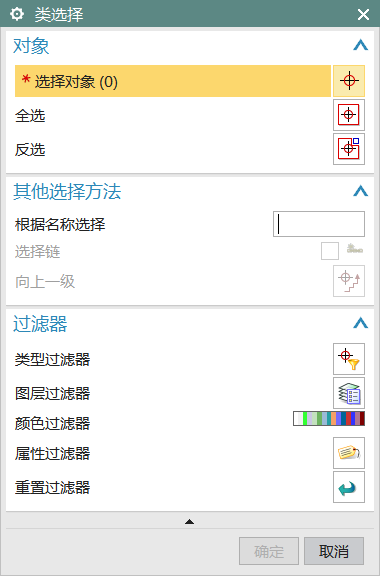 类选择
对象
* 选择对象 (0)
全选
反选
其他选择方法
根据名称选择
选择链
向上一级
过滤器
类型过滤器
图层过滤器
颜色过滤器
属性过滤器
重置过滤器
确定 取消